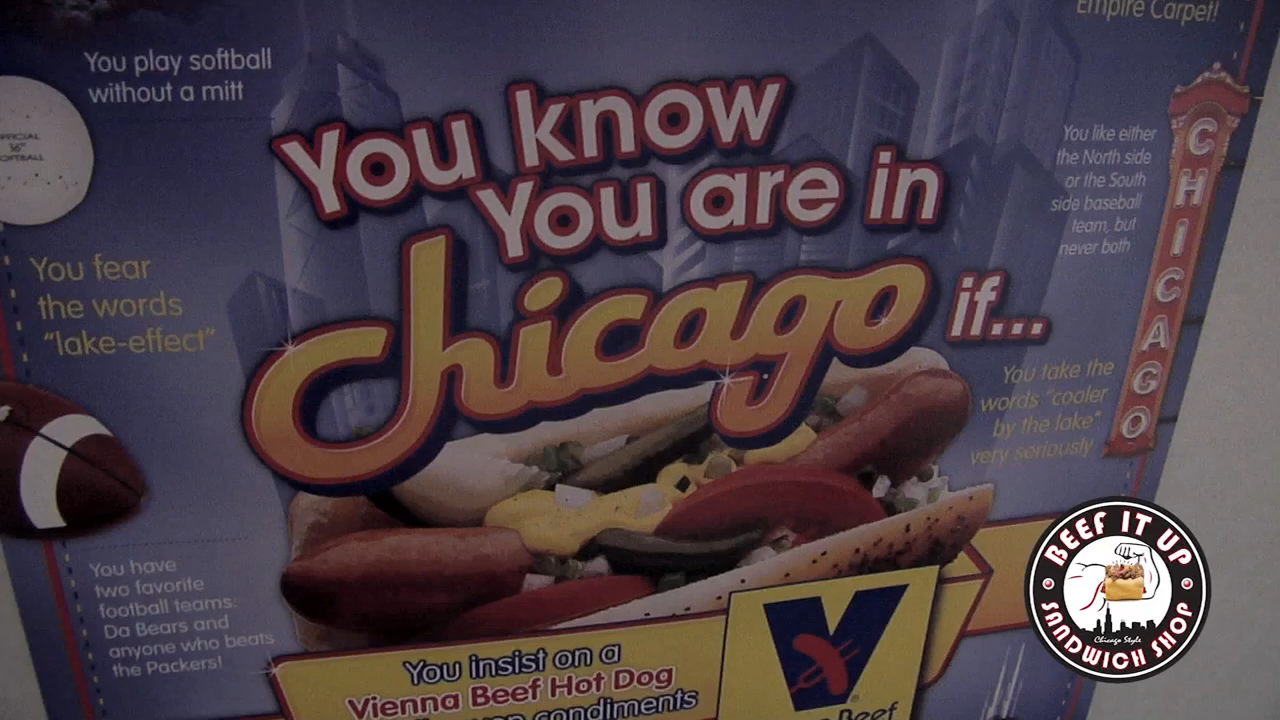 Empire Carpet!
You play softball
without a mitt
OFFICIAL
16"
SOFTBALL
You know
You are in
Chicago
if...
You like either
the North side
or the South
side baseball
team, but
never both
CHICAGO
You fear
the words
"lake-effect"
You take the
words "cooler
by the lake"
very seriously
You have
two favorite
football teams:
Da Bears and
anyone who beats
the Packers!
You insist on a
Vienna Beef Hot Dog
condiments
V
Beef
BEEF IT UP
Chicago Style
SANDWICH SHOP